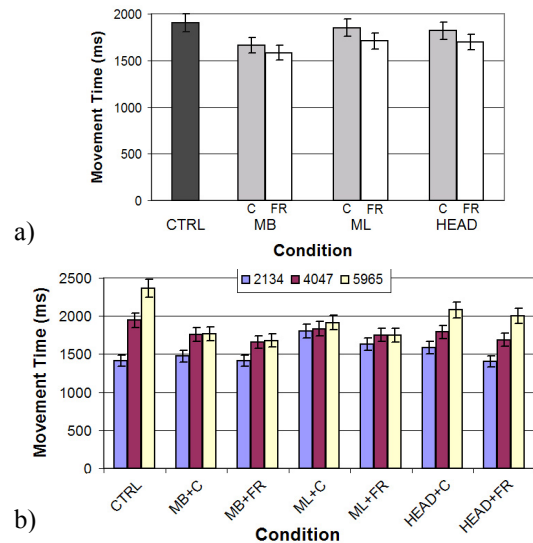 2000
1500
1000
500
0
Movement Time (ms)
C FR C FR C FR
CTRL MB ML HEAD
Condition
a)
2134 4047 5965
2500
2000
1500
1000
500
0
Movement Time (ms)
CTRL MB+C MB+FR ML+C ML+FR HEAD+C HEAD+FR
Condition
b)